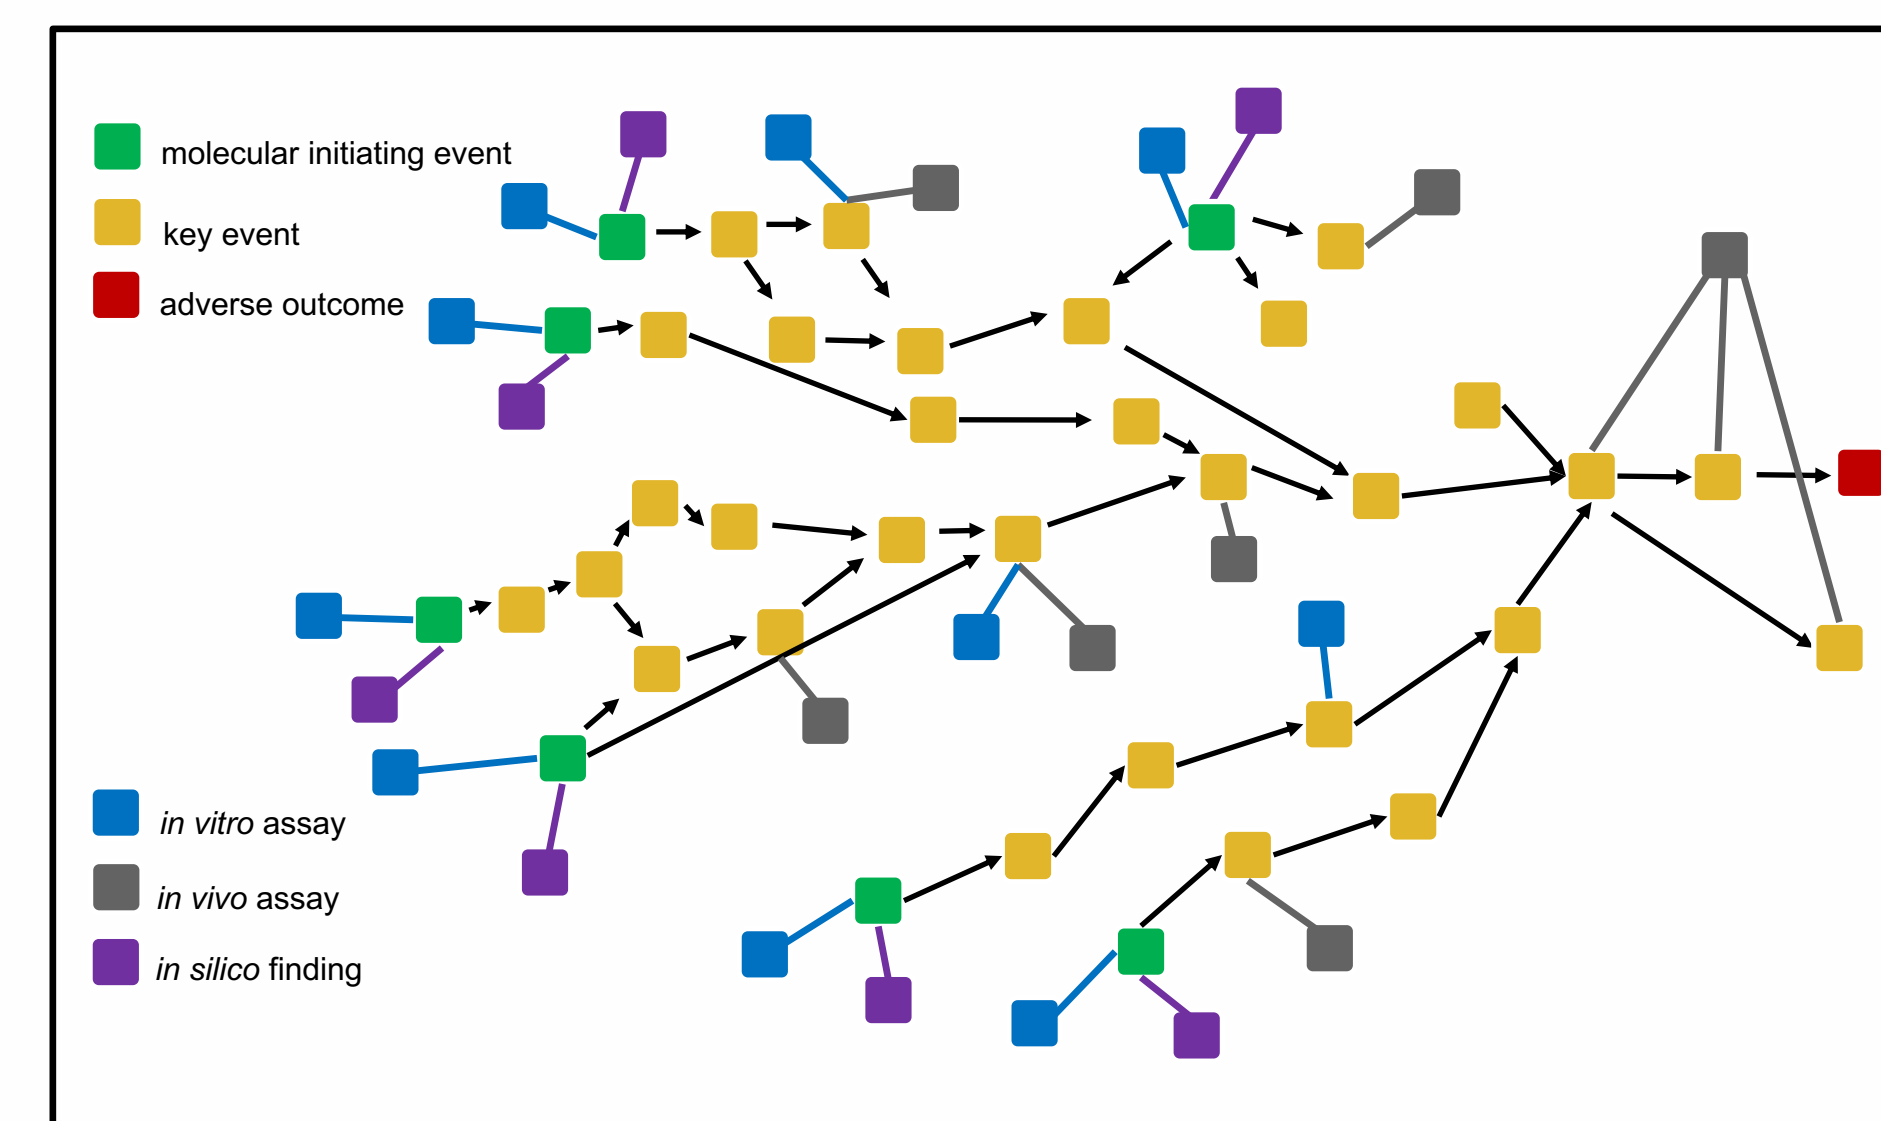 molecular initiating event
key event
adverse outcome
in vitro assay
in vivo assay
in silico finding